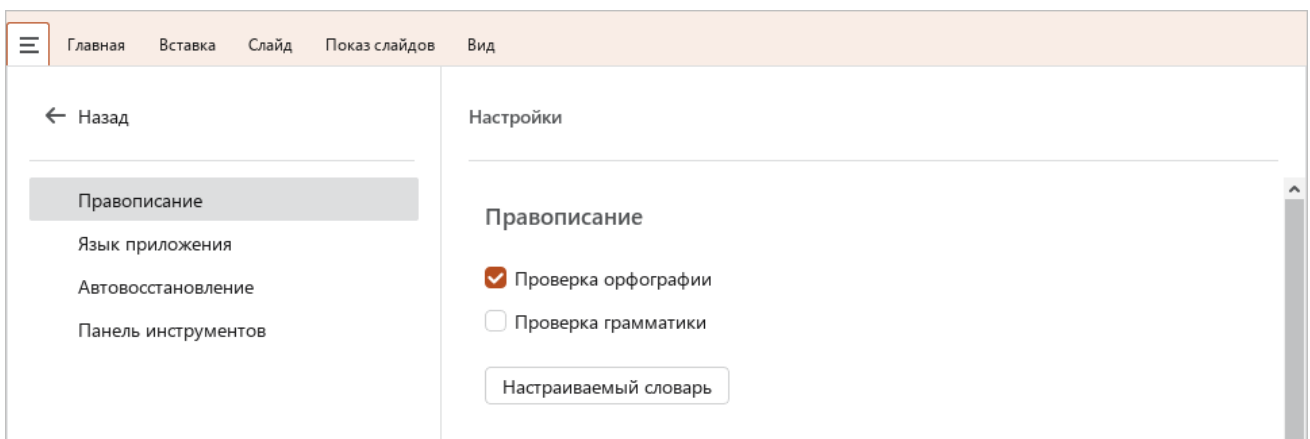 Главная Вставка Слайд Показ слайдов Вид
Назад
Правописание
Язык приложения
Автовосстановление
Панель инструментов
Настройки
Правописание
Проверка орфографии
Проверка грамматики
Настраиваемый словарь